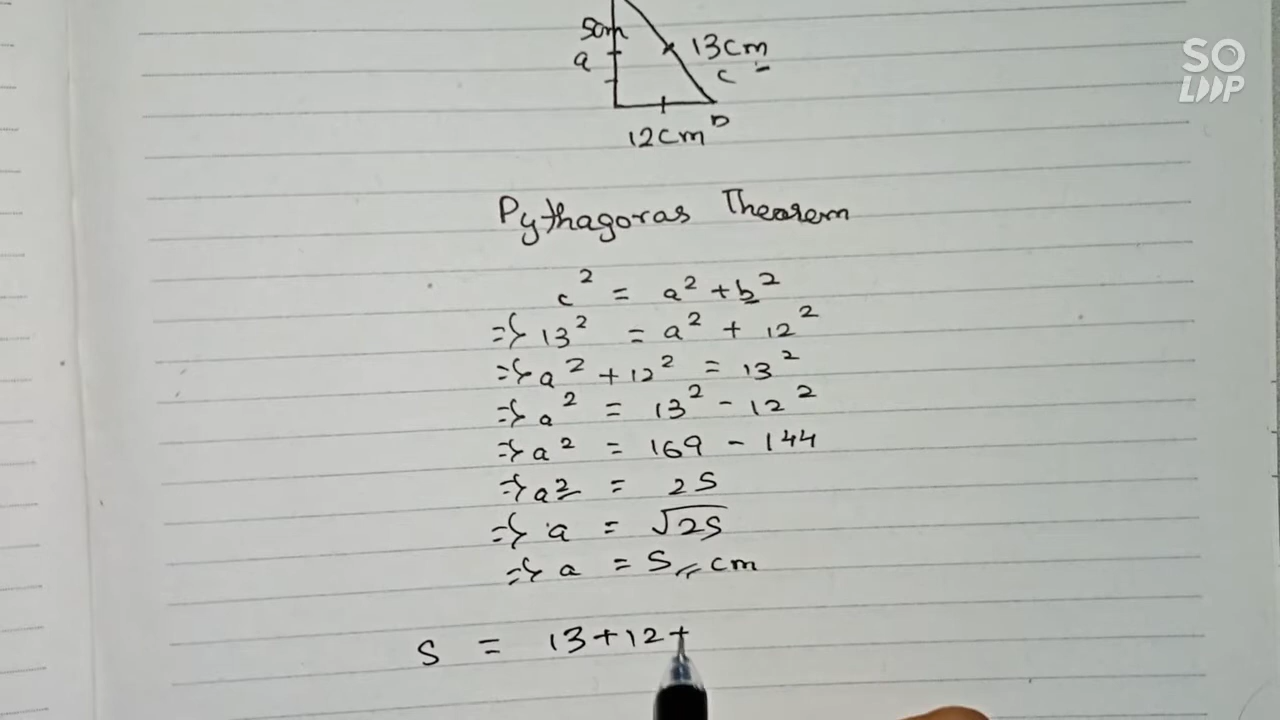 5cm
a
13cm
c
12cm b
Pythagoras Theorem
c² = a² + b²
=> 13² = a² + 12²
=> a² + 12² = 13²
=> a² = 13² - 12²
=> a² = 169 - 144
=> a² = 25
=> a = √25
=> a = 5 cm
S = 13+12+
SO
LOOP